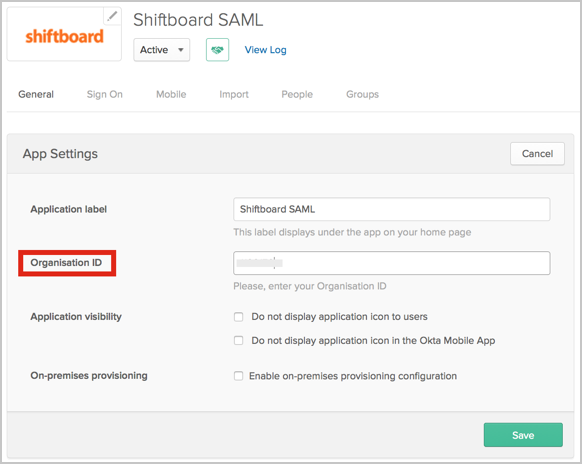 shiftboard
Shiftboard SAML
Active
View Log
General Sign On Mobile Import People Groups
App Settings
Cancel
Application label
Shiftboard SAML
This label displays under the app on your home page
Organisation ID
Please, enter your Organisation ID
Application visibility
Do not display application icon to users
Do not display application icon in the Okta Mobile App
On-premises provisioning
Enable on-premises provisioning configuration
Save